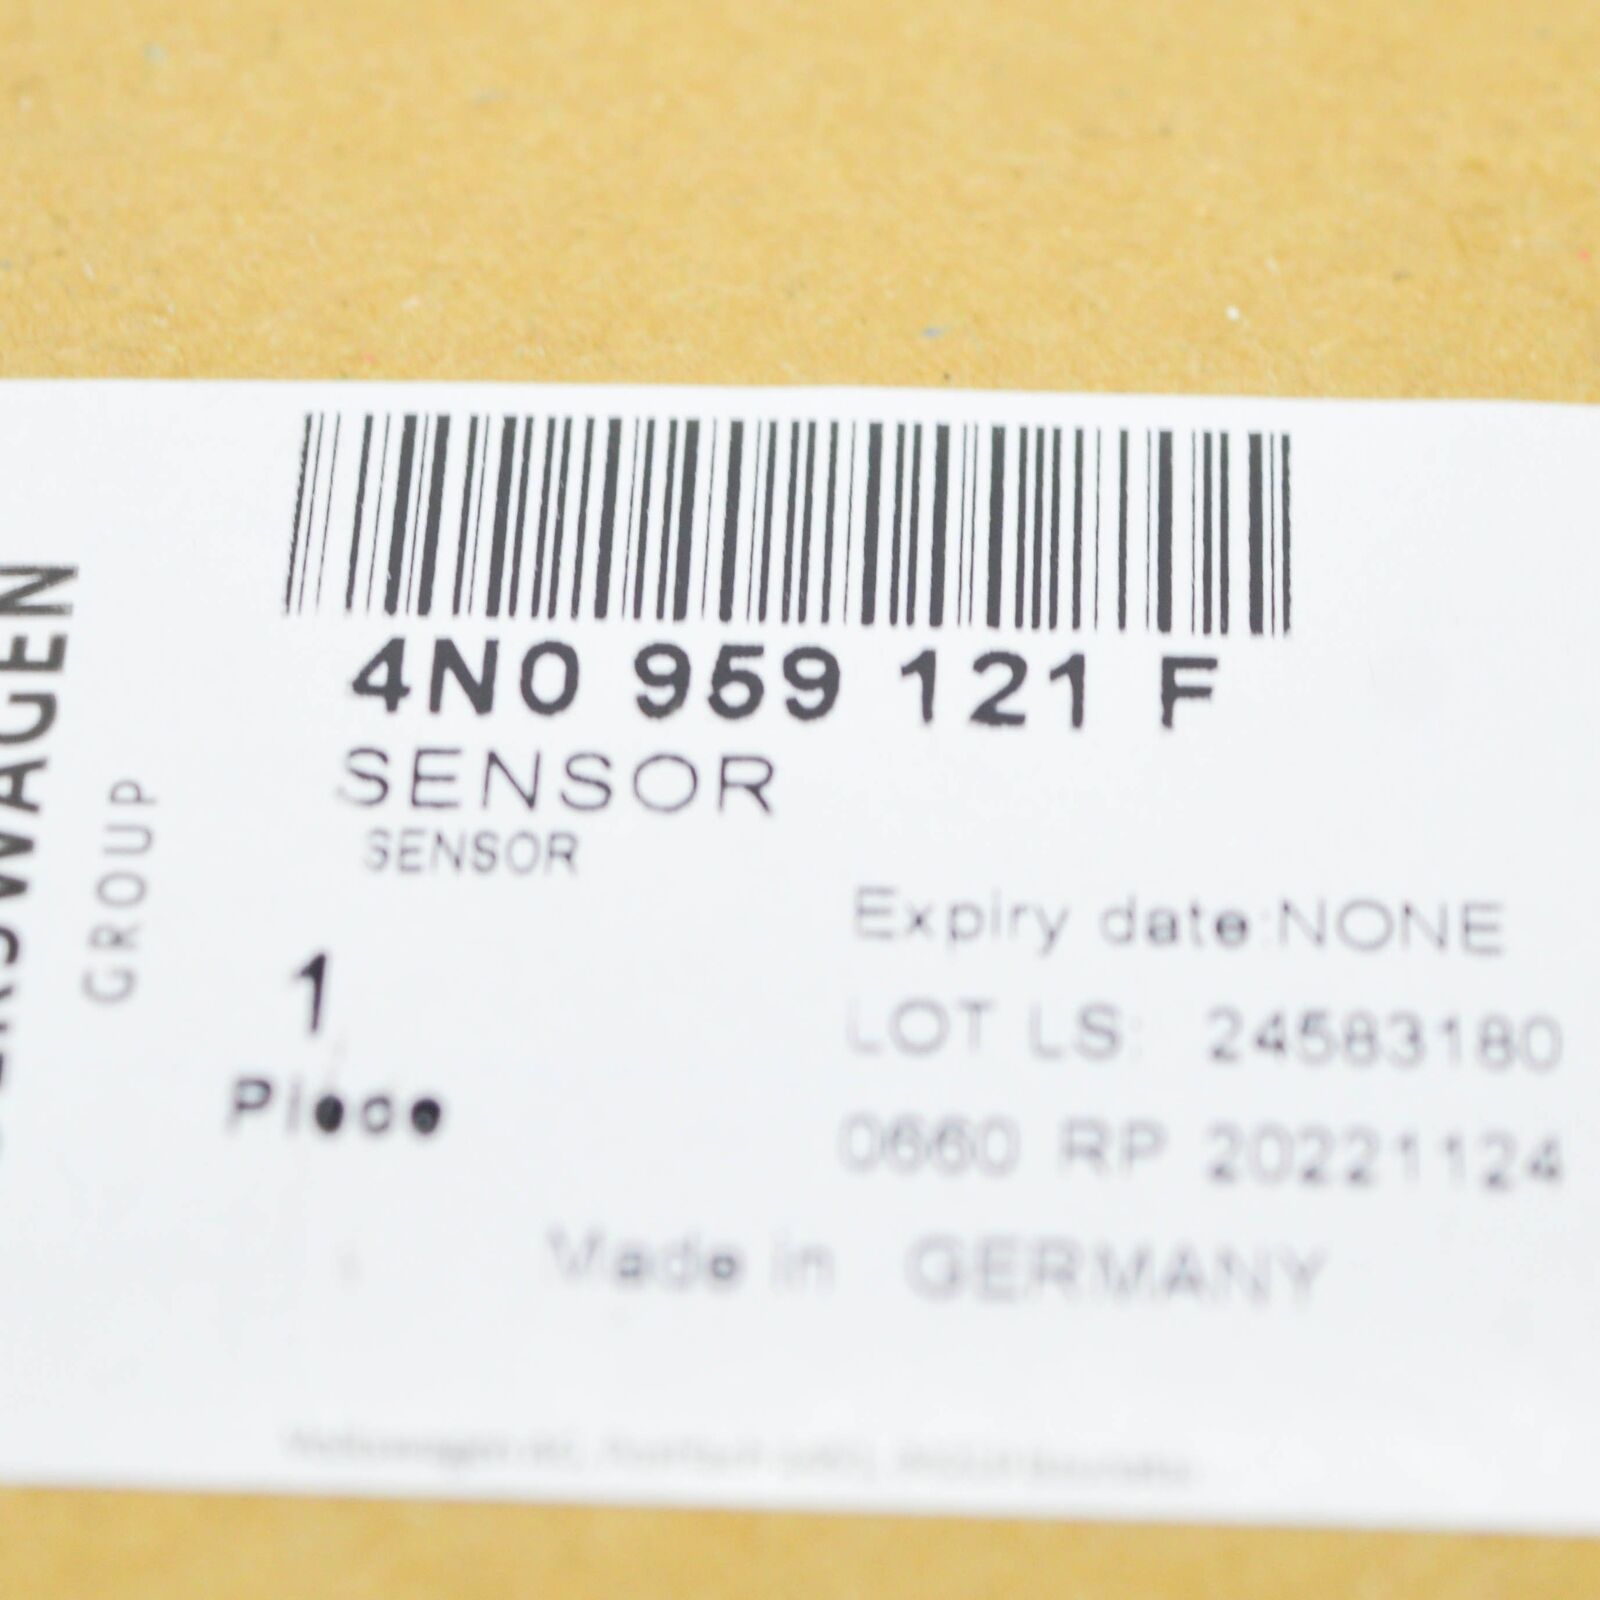 4N0 959 121 F
SENSOR
SENSOR
1
Piece
Expiry date:NONE
LOT LS: 24583180
0660 RP 20221124
Made in GERMANY
GROUP